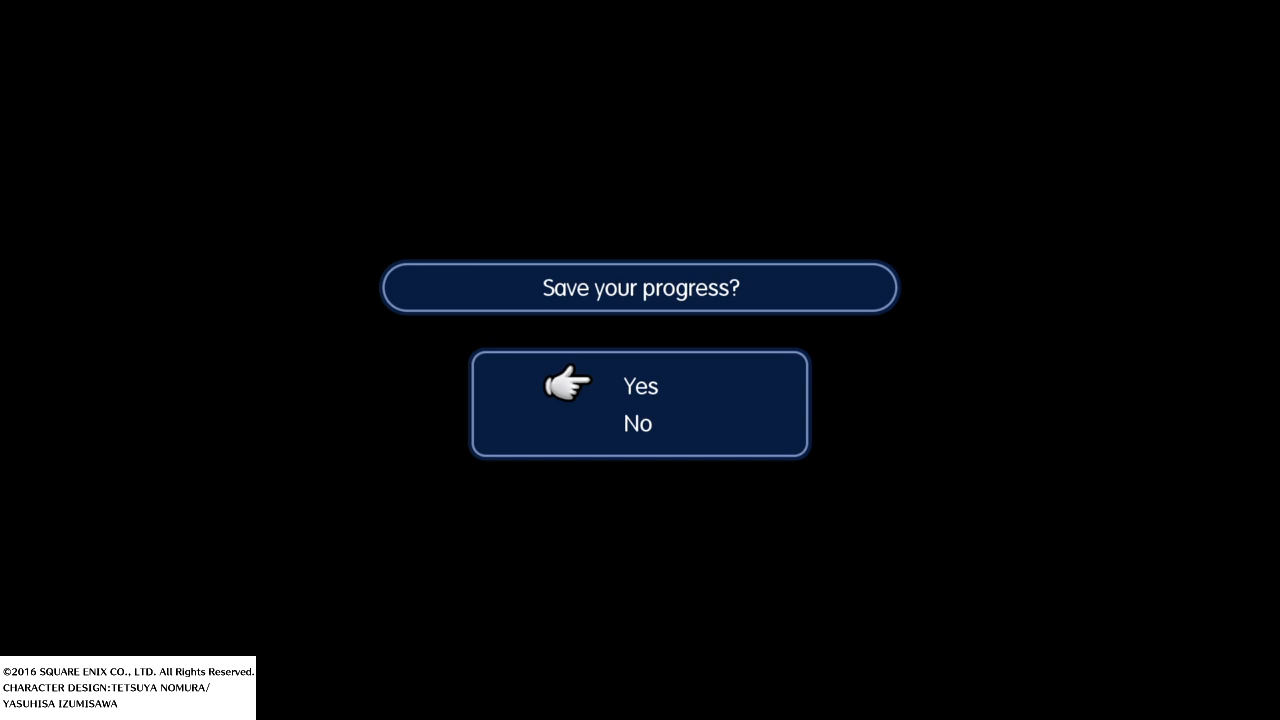 Save your progress?
Yes
No
©2016 SQUARE ENIX CO., LTD. All Rights Reserved.
CHARACTER DESIGN:TETSUYA NOMURA/
YASUHISA IZUMISAWA